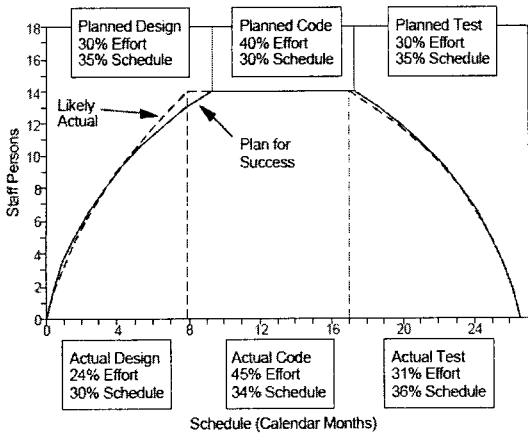 Planned Design
30% Effort
35% Schedule
Planned Code
40% Effort
30% Schedule
Planned Test
30% Effort
35% Schedule
18
16
14
12
10
8
6
4
2
0
Staff Persons
Likely
Actual
Plan for
Success
0 4 8 12 16 20 24
Actual Design
24% Effort
30% Schedule
Actual Code
45% Effort
34% Schedule
Actual Test
31% Effort
36% Schedule
Schedule (Calendar Months)